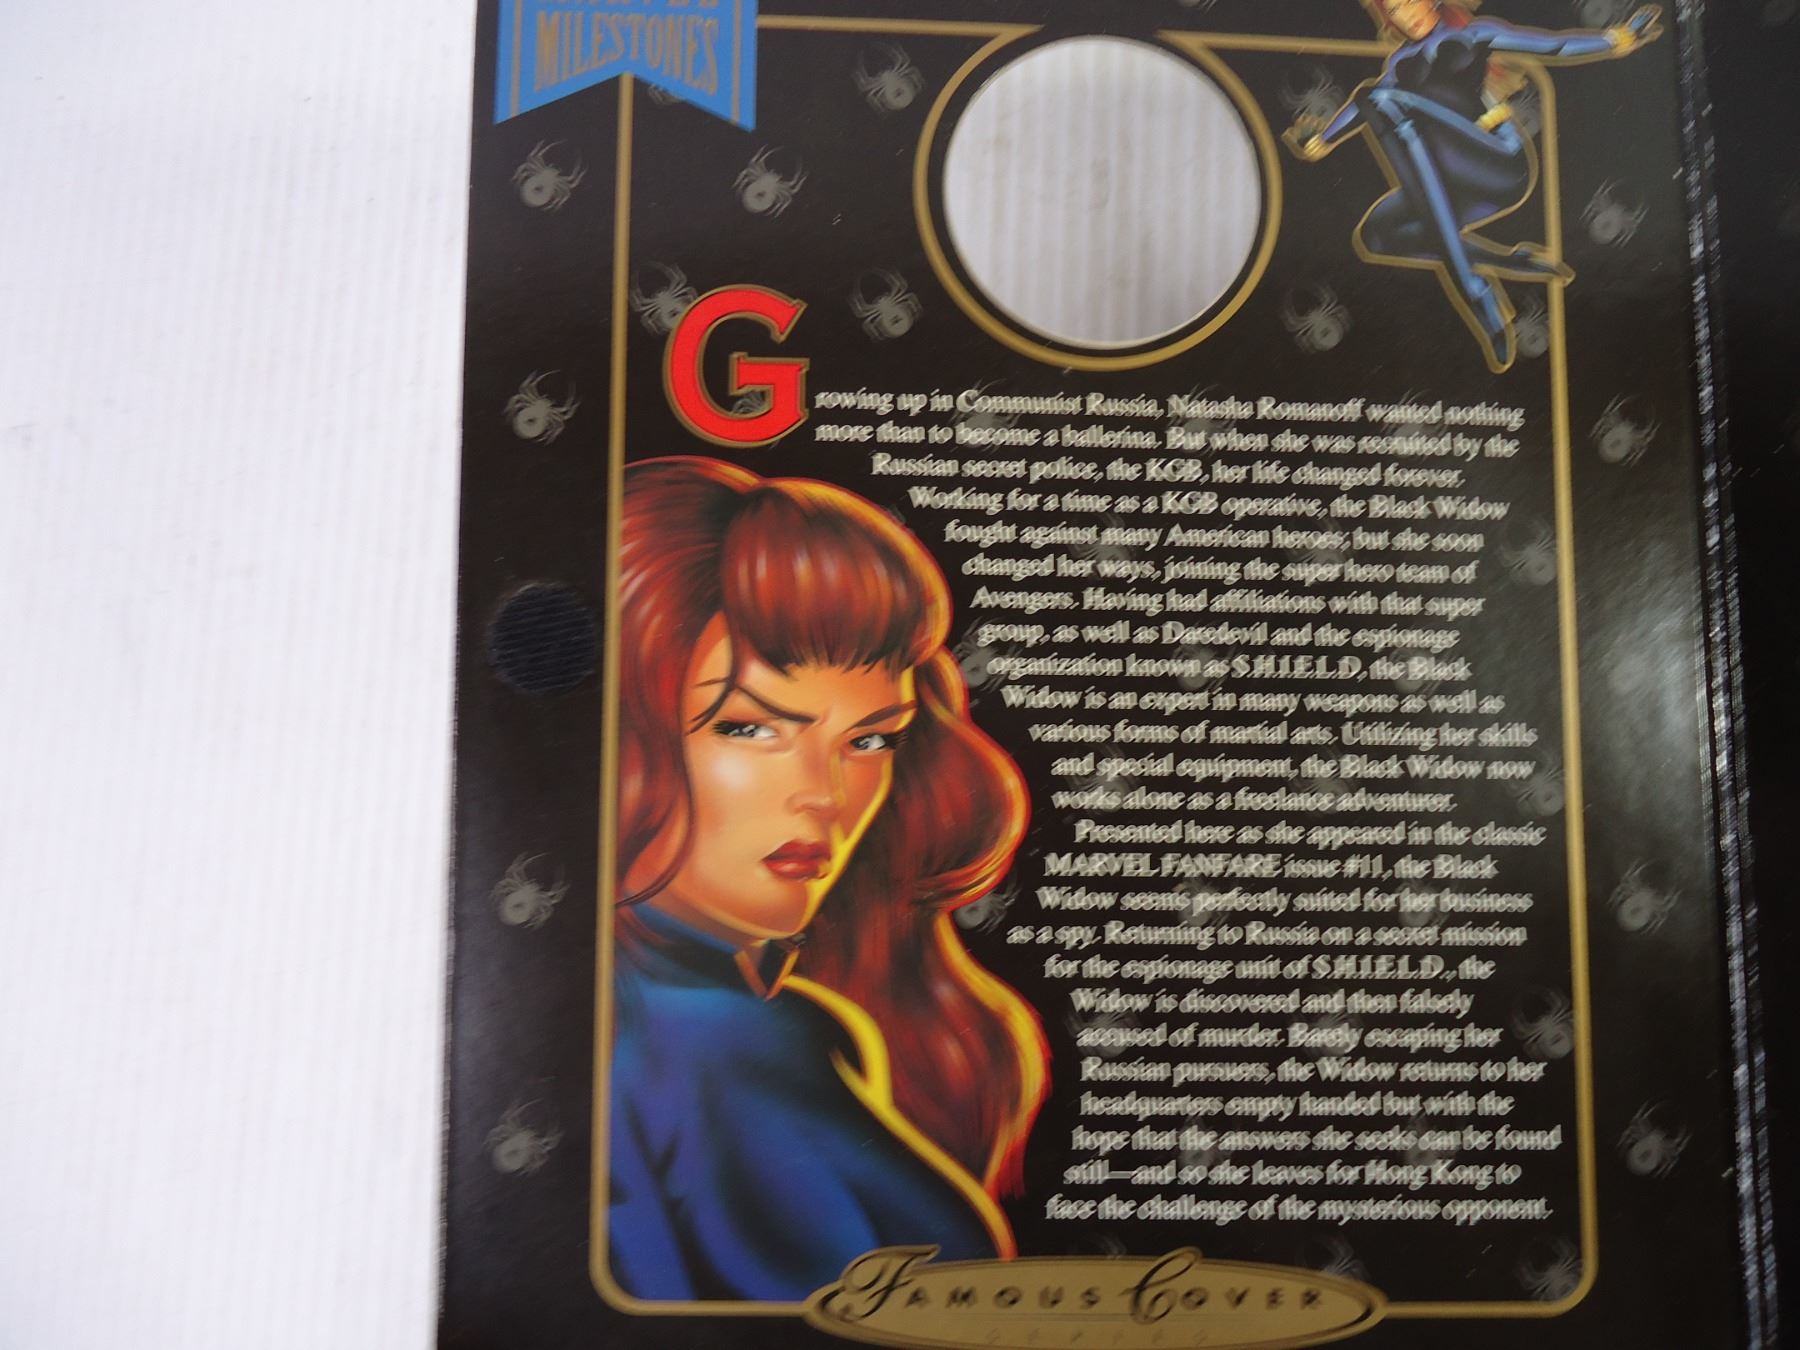 MARVEL
MILESTONES
Growing up in Communist Russia, Natasha Romanoff wanted nothing
more than to become a ballerina. But when she was recruited by the
Russian secret police, the KGB, her life changed forever.
Working for a time as a KGB operative, the Black Widow
fought against many American heroes; but she soon
changed her ways, joining the super hero team of
Avengers. Having had affiliations with that super
group, as well as Daredevil and the espionage
organization known as S.H.I.E.L.D., the Black
Widow is an expert in many weapons as well as
various forms of martial arts. Utilizing her skills
and special equipment, the Black Widow now
works alone as a freelance adventurer.
Presented here as she appeared in the classic
MARVEL FANFARE issue #11, the Black
Widow seems perfectly suited for her business
as a spy. Returning to Russia on a secret mission
for the espionage unit of S.H.I.E.L.D., the
Widow is discovered and then falsely
accused of murder. Barely escaping her
Russian pursuers, the Widow returns to her
headquarters empty handed but with the
hope that the answers she seeks can be found
still—and so she leaves for Hong Kong to
face the challenge of the mysterious opponent.
FAMOUS COVER
SERIES